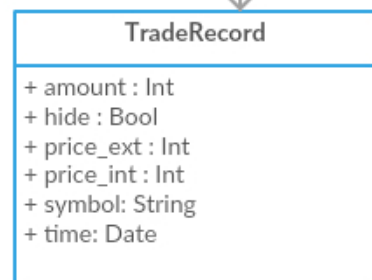 TradeRecord
+ amount : Int
+ hide : Bool
+ price_ext : Int
+ price_int : Int
+ symbol: String
+ time: Date